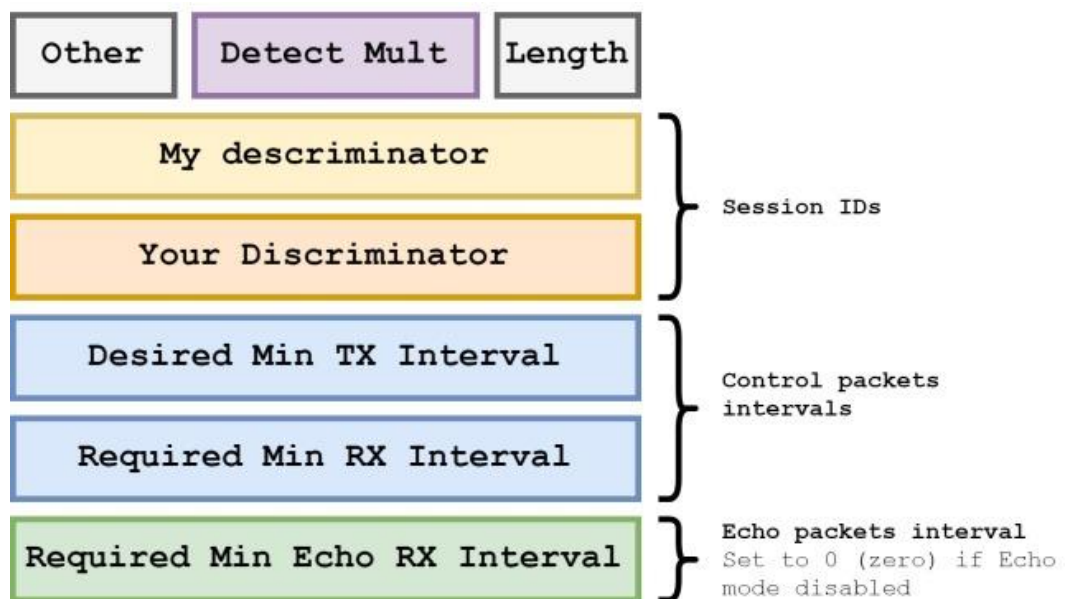 Other Detect Mult Length
My descriminator
Your Discriminator
Session IDs
Desired Min TX Interval
Required Min RX Interval
Control packets
intervals
Required Min Echo RX Interval
Echo packets interval
Set to 0 (zero) if Echo
mode disabled